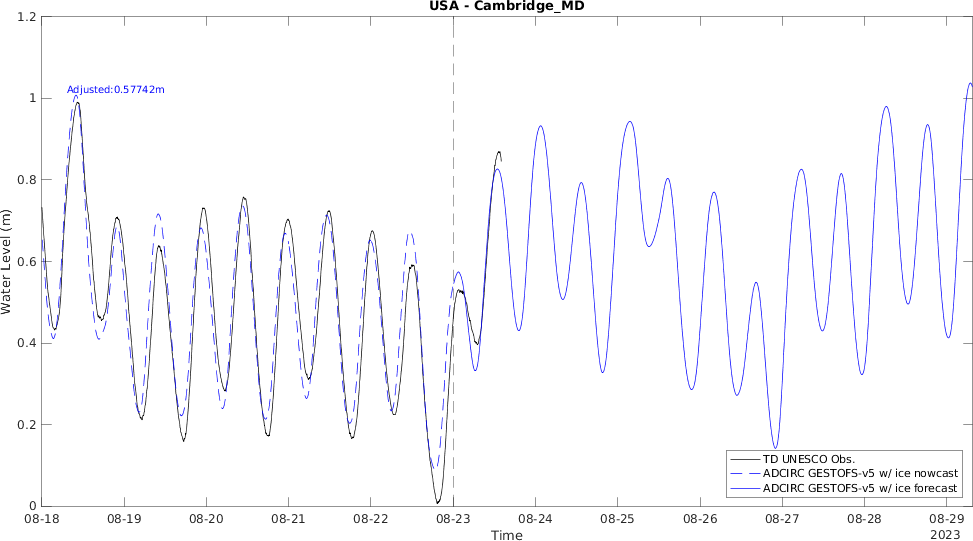 USA - Cambridge_MD
Adjusted:0.57742m
Water Level (m)
1.2
1
0.8
0.6
0.4
0.2
0
TD UNESCO Obs.
ADCIRC GESTOFS-v5 w/ ice nowcast
ADCIRC GESTOFS-v5 w/ ice forecast
08-18 08-19 08-20 08-21 08-22 08-23 08-24 08-25 08-26 08-27 08-28 08-29
2023
Time